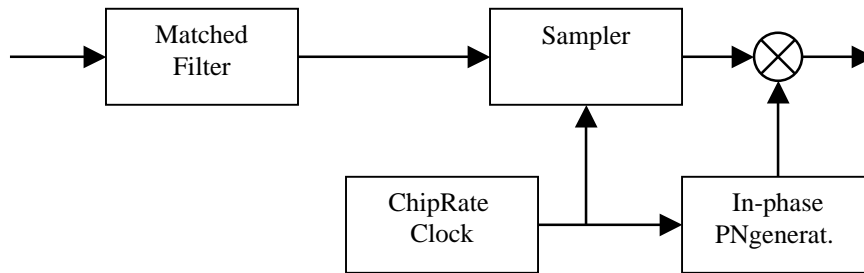 Matched
Filter
Sampler
ChipRate
Clock
In-phase
PNgenerat.